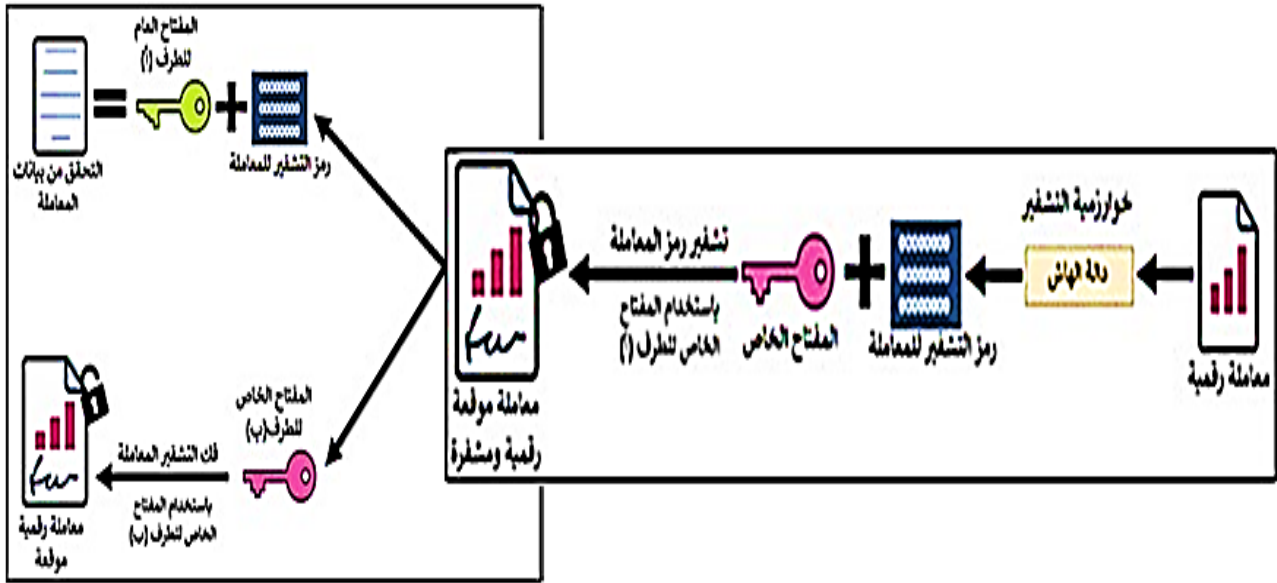 معاملة رقمية
خوارزمية التشفير
دالة الهاش
رمز التشفير للمعاملة
المفتاح الخاص
تشفير رمز المعاملة
باستخدام المفتاح
الخاص للطرف (أ)
معاملة موقعة
رقمية ومشفرة
المفتاح العام
للطرف (أ)
رمز التشفير للمعاملة
التحقق من بيانات
المعاملة
المفتاح الخاص
للطرف(ب)
فك التشفير المعاملة
باستخدام المفتاح
الخاص للطرف (ب)
معاملة رقمية
موقعة